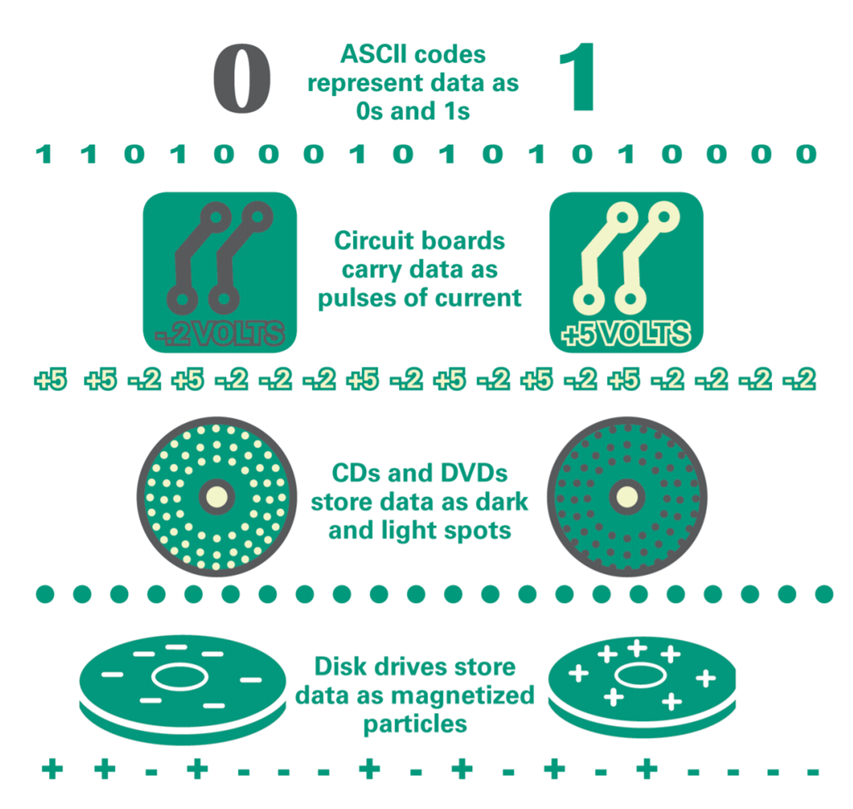 0 ASCII codes 1
represent data as
0s and 1s
1 1 0 1 0 0 0 1 0 1 0 1 0 1 0 0 0 0
Circuit boards
carry data as
pulses of current
-.2 VOLTS
+5 VOLTS
+5 +5 -.2 +5 -.2 -.2 -.2 +5 -.2 +5 -.2 +5 -.2 +5 -.2 -.2 -.2 -.2
CDs and DVDs
store data as dark
and light spots
Disk drives store
data as magnetized
particles
+ + - + - - - + - + - + - + - - - -